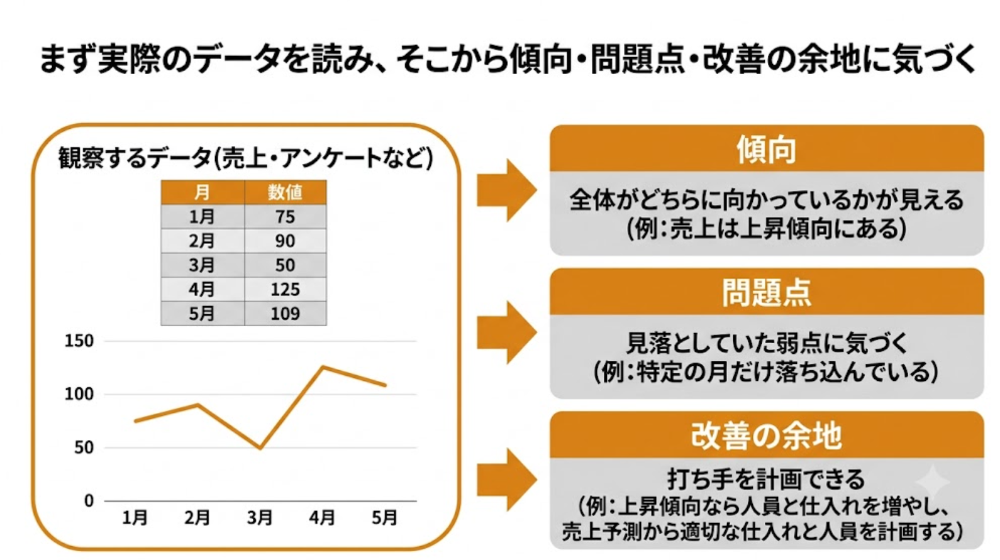 まず実際のデータを読み、そこから傾向・問題点・改善の余地に気づく
観察するデータ(売上・アンケートなど)
月 数値
1月 75
2月 90
3月 50
4月 125
5月 109
150
100
50
0
1月 2月 3月 4月 5月
傾向
全体がどちらに向かっているかが見える
(例：売上は上昇傾向にある)
問題点
見落としていた弱点に気づく
(例：特定の月だけ落ち込んでいる)
改善の余地
打ち手を計画できる
(例：上昇傾向なら人員と仕入れを増やし、
売上予測から適切な仕入れと人員を計画する)